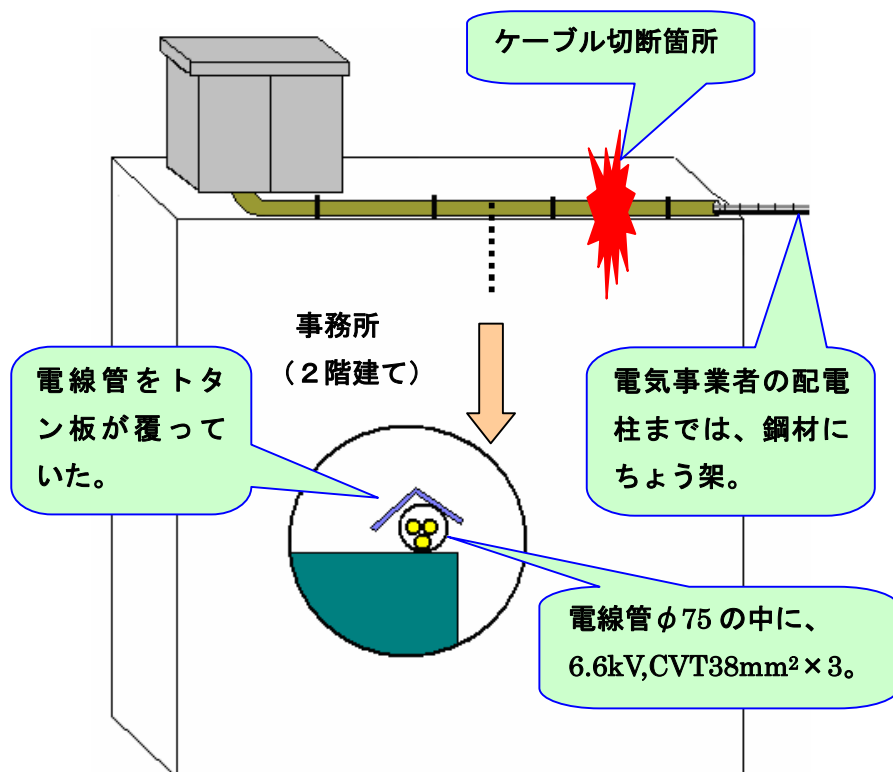 ケーブル切断箇所
事務所
（２階建て）
電線管をトタ
ン板が覆って
いた。
電気事業者の配電
柱までは、鋼材に
ちょう架。
電線管φ75 の中に、
6.6kV,CVT38mm²×3。